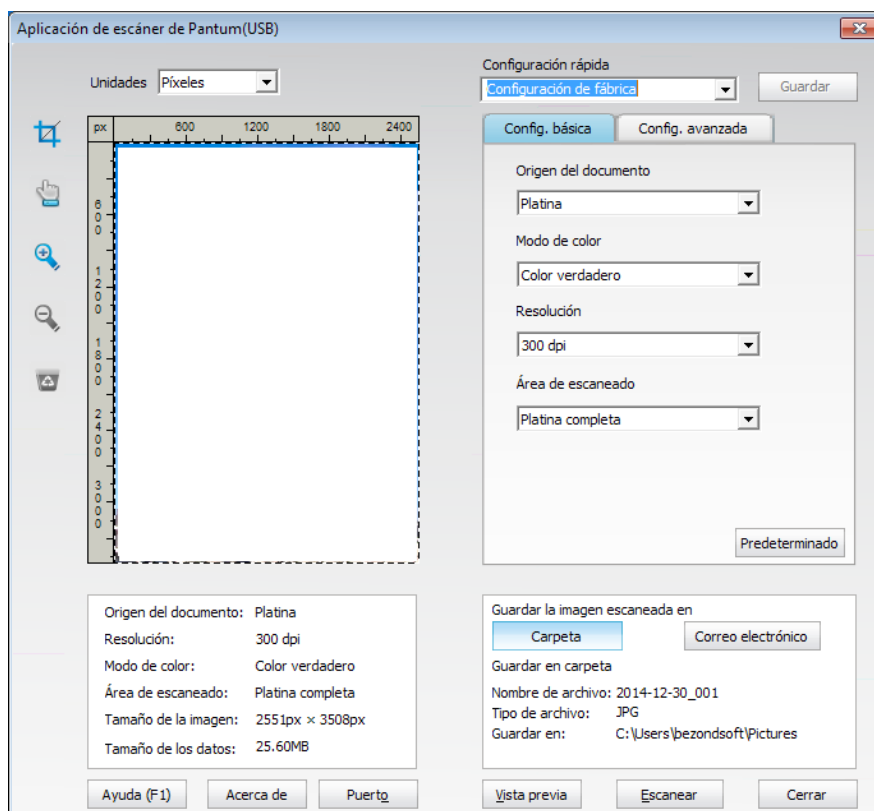 Aplicación de escáner de Pantum(USB)
Unidades Píxeles
Configuración rápida
Configuración de fábrica
Guardar
px 600 1200 1800 2400
600
1200
1800
2400
3000
Config. básica
Config. avanzada
Origen del documento
Platina
Modo de color
Color verdadero
Resolución
300 dpi
Área de escaneado
Platina completa
Predeterminado
Origen del documento: Platina
Resolución: 300 dpi
Modo de color: Color verdadero
Área de escaneado: Platina completa
Tamaño de la imagen: 2551px × 3508px
Tamaño de los datos: 25.60MB
Guardar la imagen escaneada en
Carpeta
Correo electrónico
Guardar en carpeta
Nombre de archivo: 2014-12-30_001
Tipo de archivo: JPG
Guardar en: C:\Users\bezondsoft\Pictures
Ayuda (F1)
Acerca de
Puerto
Vista previa
Escanear
Cerrar